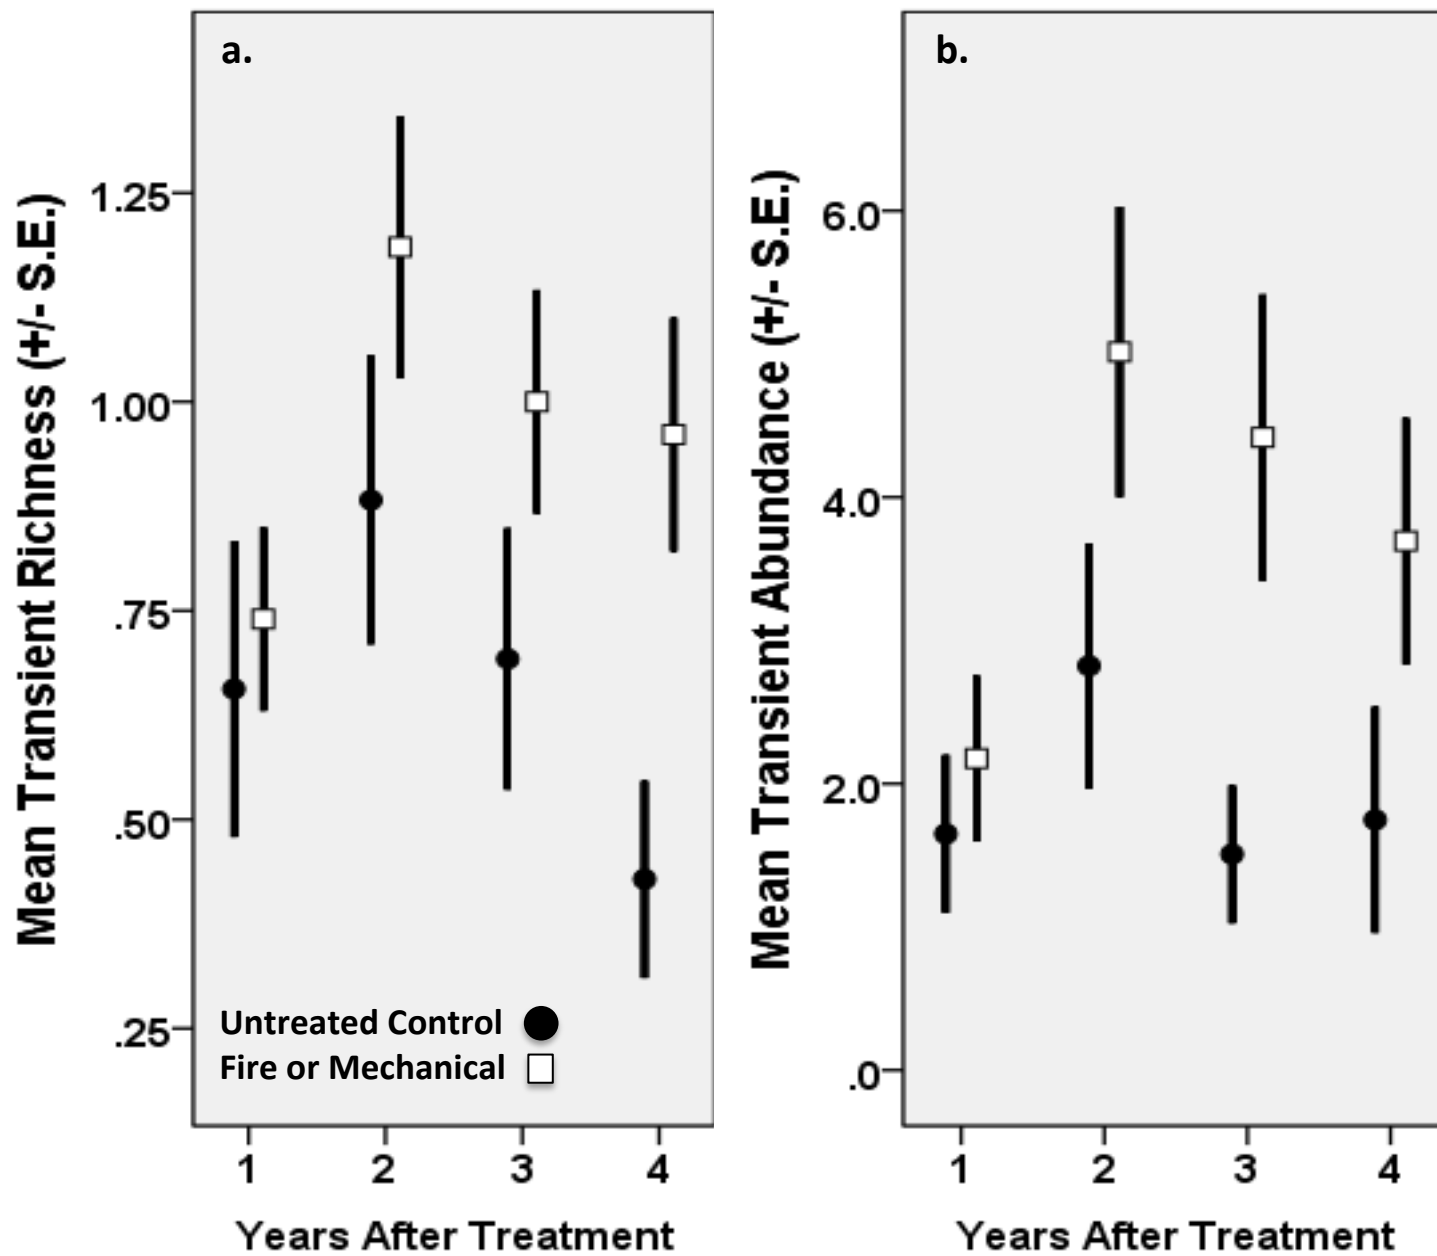 a.
Mean Transient Richness (+/- S.E.)
1.25
1.00
.75
.50
.25
Untreated Control
Fire or Mechanical
1 2 3 4
Years After Treatment
b.
Mean Transient Abundance (+/- S.E.)
6.0
4.0
2.0
.0
1 2 3 4
Years After Treatment